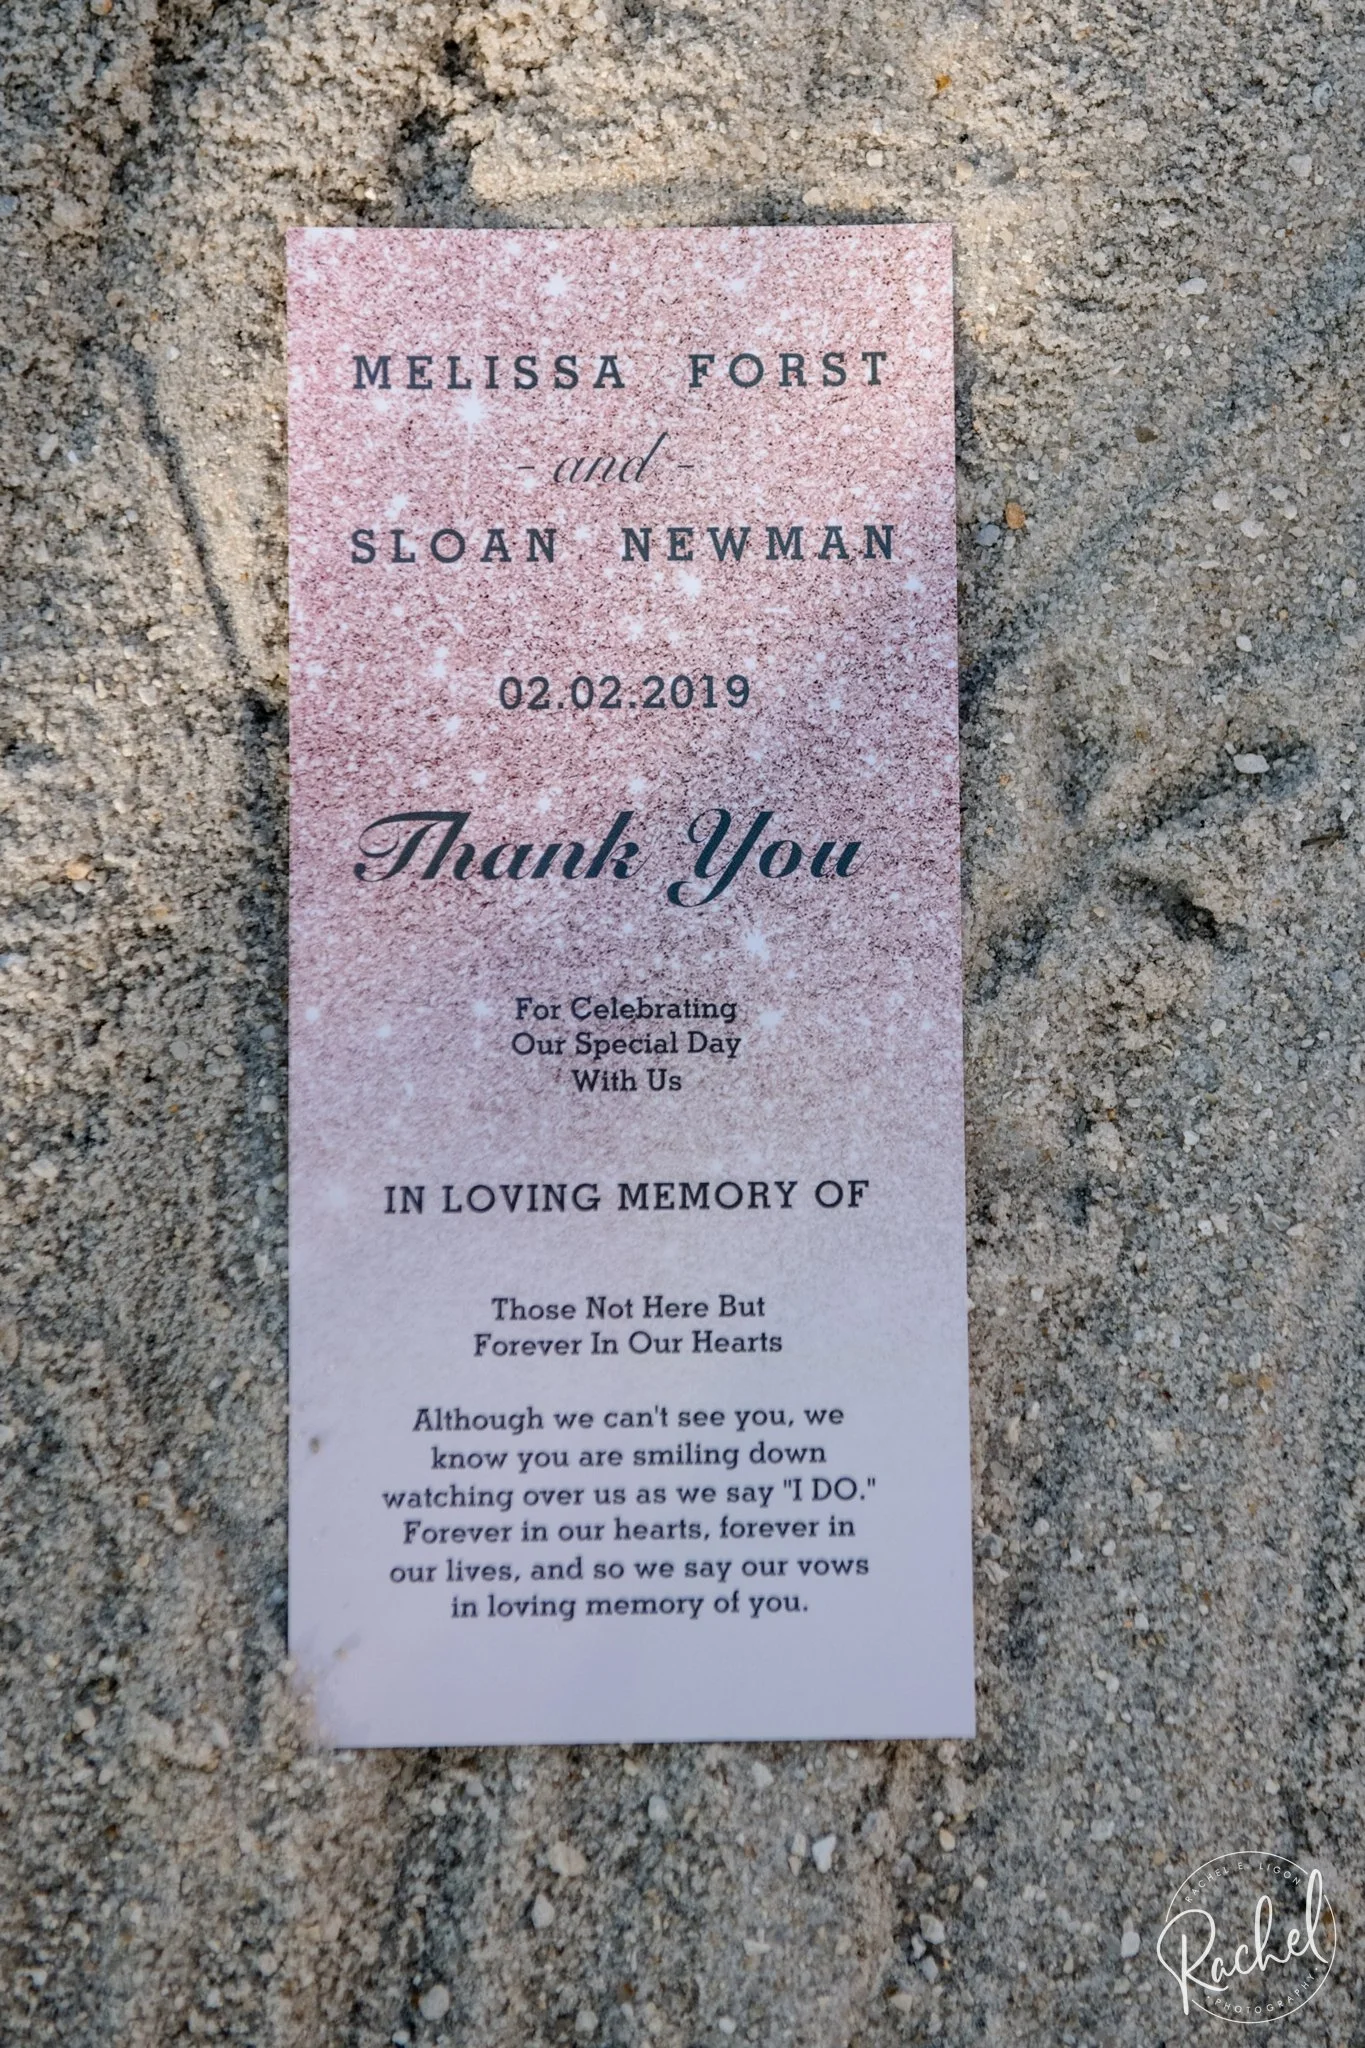 MELISSA FORST
- and -
SLOAN NEWMAN
02.02.2019
Thank You
For Celebrating
Our Special Day
With Us
IN LOVING MEMORY OF
Those Not Here But
Forever In Our Hearts
Although we can't see you, we
know you are smiling down
watching over us as we say "I DO."
Forever in our hearts, forever in
our lives, and so we say our vows
in loving memory of you.
RACHEL E. LIGON
Rachel
PHOTOGRAPHY